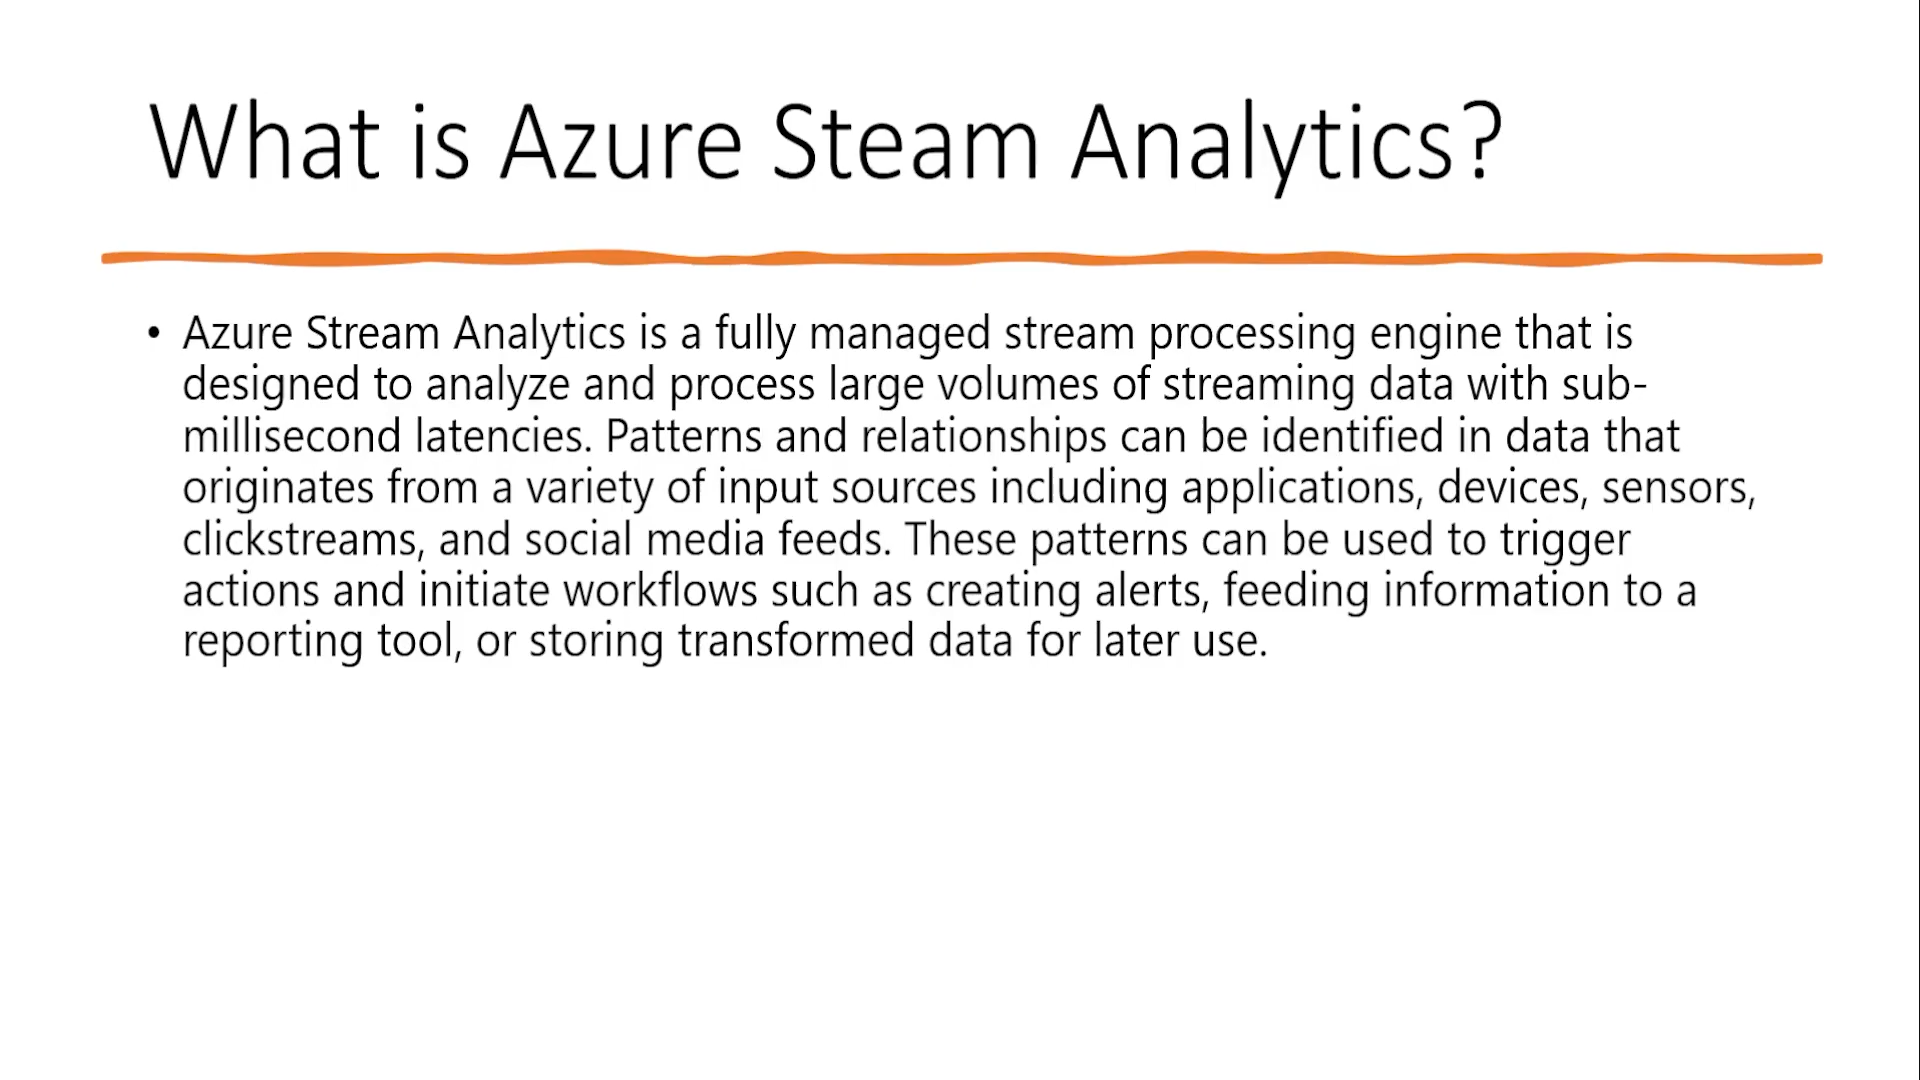 What is Azure Steam Analytics?
• Azure Stream Analytics is a fully managed stream processing engine that is
designed to analyze and process large volumes of streaming data with sub-
millisecond latencies. Patterns and relationships can be identified in data that
originates from a variety of input sources including applications, devices, sensors,
clickstreams, and social media feeds. These patterns can be used to trigger
actions and initiate workflows such as creating alerts, feeding information to a
reporting tool, or storing transformed data for later use.